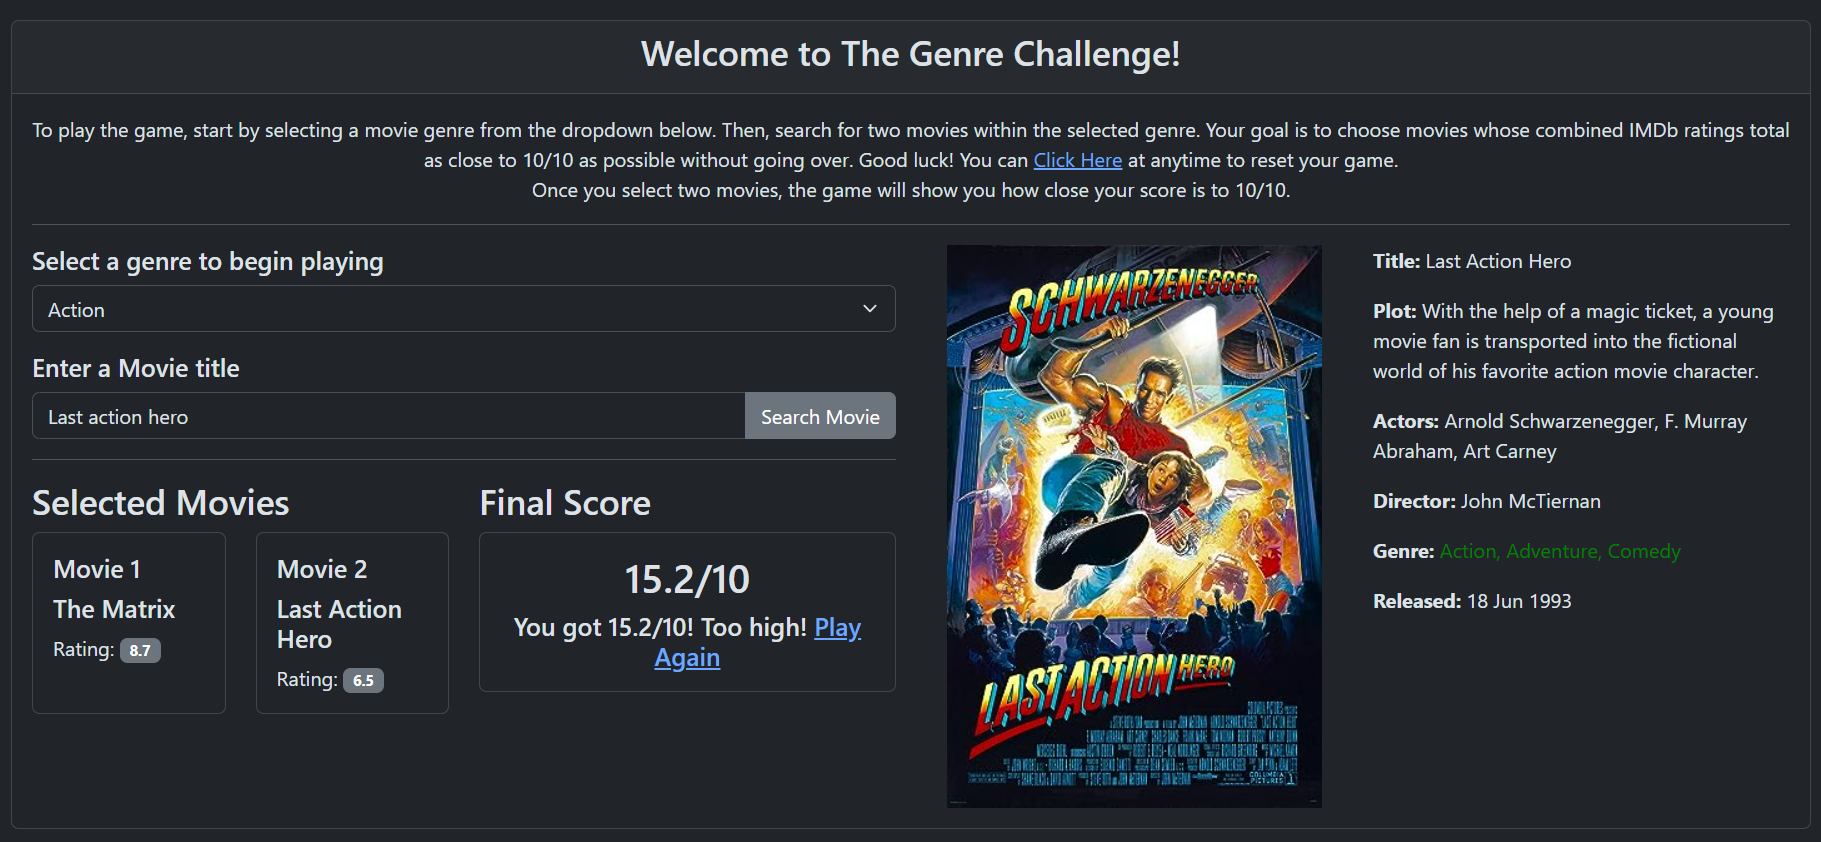 Welcome to The Genre Challenge!
To play the game, start by selecting a movie genre from the dropdown below. Then, search for two movies within the selected genre. Your goal is to choose movies whose combined IMDb ratings total
as close to 10/10 as possible without going over. Good luck! You can Click Here at anytime to reset your game.
Once you select two movies, the game will show you how close your score is to 10/10.
Select a genre to begin playing
Action
Enter a Movie title
Last action hero
Search Movie
Selected Movies
Movie 1
The Matrix
Rating: 8.7
Movie 2
Last Action
Hero
Rating: 6.5
Final Score
15.2/10
You got 15.2/10! Too high! Play
Again
SCHWARZENEGGER
LAST ACTION HERO
COLUMBIA
PICTURES
Title: Last Action Hero
Plot: With the help of a magic ticket, a young
movie fan is transported into the fictional
world of his favorite action movie character.
Actors: Arnold Schwarzenegger, F. Murray
Abraham, Art Carney
Director: John McTiernan
Genre: Action, Adventure, Comedy
Released: 18 Jun 1993